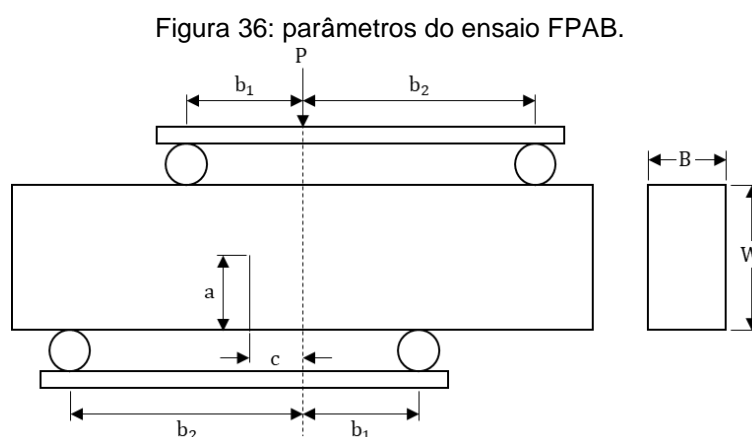 Figura 36: parâmetros do ensaio FPAB.
P
b₁
b₂
B
W
a
c
b₂
b₁